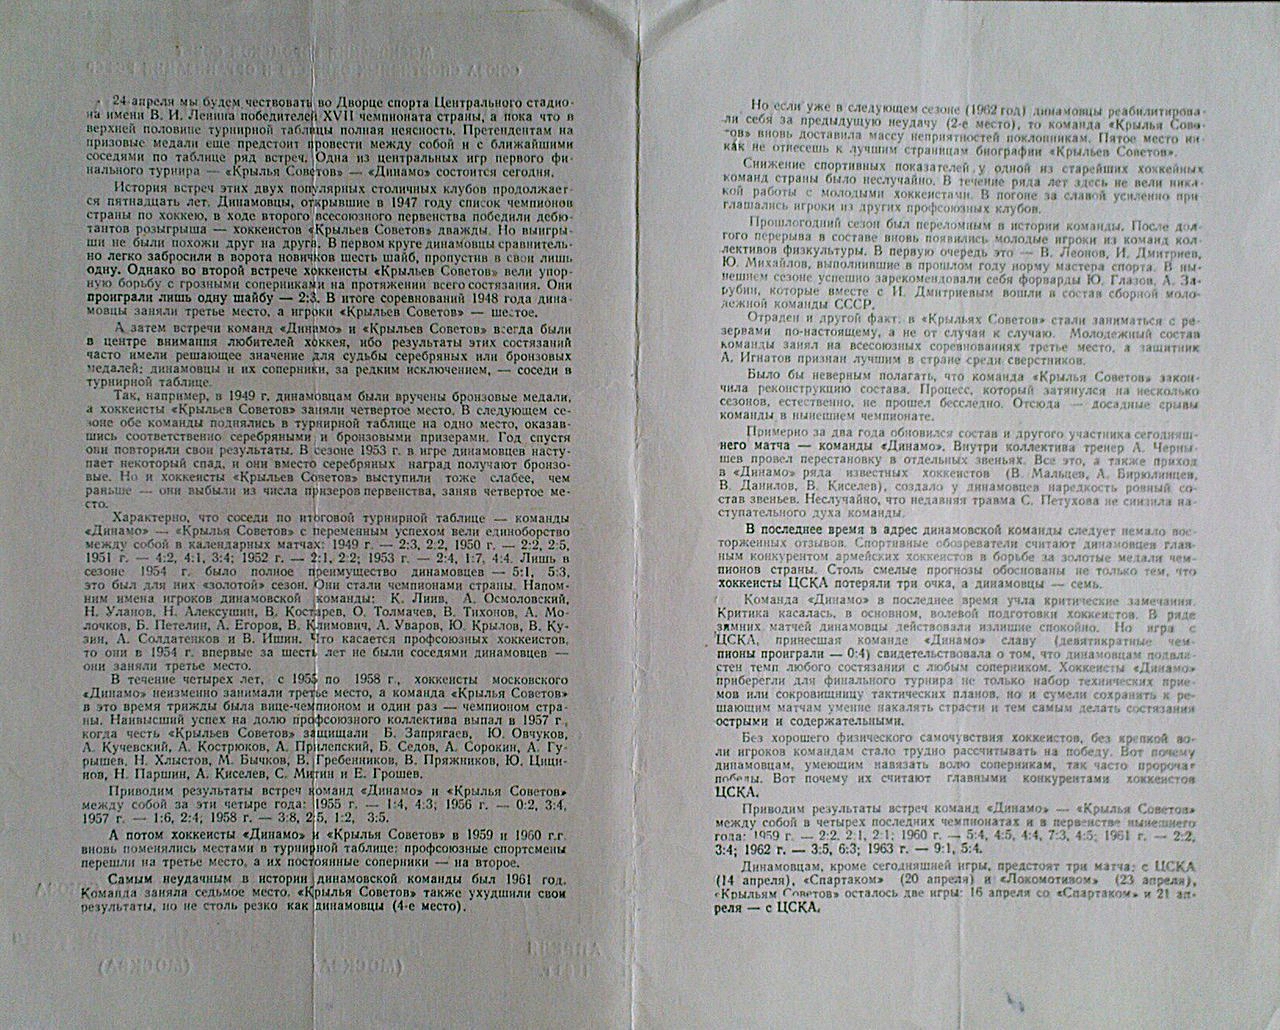 24 апреля мы будем чествовать во Дворце спорта Центрального стадио-
на имени В. И. Ленина победителей XVII чемпионата страны, а пока что в
верхней половине турнирной таблицы полная неясность. Претендентам на
призовые медали еще предстоит провести между собой и с ближайшими
соседями по таблице ряд встреч. Одна из центральных игр первого фи-
нального турнира — «Крылья Советов» — «Динамо» состоится сегодня.
История встреч этих двух популярных столичных клубов продолжает-
ся пятнадцать лет. Динамовцы, открывшие в 1947 году список чемпионов
страны по хоккею, в ходе второго всесоюзного первенства победили дебю-
тантов розыгрыша — хоккеистов «Крыльев Советов» дважды. Но выигры-
ши не были похожи друг на друга. В первом круге динамовцы сравнитель-
но легко забросили в ворота новичков шесть шайб, пропустив в свои лишь
одну. Однако во второй встрече хоккеисты «Крыльев Советов» вели упор-
ную борьбу с грозными соперниками на протяжении всего состязания. Они
проиграли лишь одну шайбу — 2:3. В итоге соревнований 1948 года дина-
мовцы заняли третье место, а игроки «Крыльев Советов» — шестое.
А затем встречи команд «Динамо» и «Крыльев Советов» всегда были
в центре внимания любителей хоккея, ибо результаты этих состязаний
часто имели решающее значение для судьбы серебряных или бронзовых
медалей: динамовцы и их соперники, за редким исключением, — соседи в
турнирной таблице.
Так, например, в 1949 г. динамовцам были вручены бронзовые медали,
а хоккеисты «Крыльев Советов» заняли четвертое место. В следующем се-
зоне обе команды поднялись в турнирной таблице на одно место, оказав-
шись соответственно серебряными и бронзовыми призерами. Год спустя
они повторили свои результаты. В сезоне 1953 г. в игре динамовцев насту-
пает некоторый спад, и они вместо серебряных наград получают бронзо-
вые. Но и хоккеисты «Крыльев Советов» выступили тоже слабее, чем
раньше — они выбыли из числа призеров первенства, заняв четвертое ме-
сто.
Характерно, что соседи по итоговой турнирной таблице — команды
«Динамо» — «Крылья Советов» с переменным успехом вели единоборство
между собой в календарных матчах: 1949 г. — 2:3, 2:2, 1950 г. — 2:2, 2:5,
1951 г. — 4:2, 4:1, 3:4; 1952 г. — 2:1, 2:2; 1953 г. — 2:4, 1:7, 4:4. Лишь в
сезоне 1954 г. было полное преимущество динамовцев — 5:1, 5:3,
это был для них «золотой» сезон. Они стали чемпионами страны. Напом-
ним имена игроков динамовской команды: К. Лиив, А. Осмоловский,
Н. Уланов, Н. Алексушин, В. Костарев, О. Толмачев, В. Тихонов, А. Мо-
лочков, Б. Петелин, А. Егоров, В. Климович, А. Уваров, Ю. Крылов, В. Ку-
зин, А. Солдатенков и В. Ишин. Что касается профсоюзных хоккеистов,
то они в 1954 г. впервые за шесть лет не были соседями динамовцев —
они заняли третье место.
В течение четырех лет, с 1955 по 1958 г., хоккеисты московского
«Динамо» неизменно занимали третье место, а команда «Крылья Советов»
в это время трижды была вице-чемпионом и один раз — чемпионом стра-
ны. Наивысший успех на долю профсоюзного коллектива выпал в 1957 г.,
когда честь «Крыльев Советов» защищали Б. Запрягаев, Ю. Овчуков,
А. Кучевский, А. Кострюков, А. Прилепский, Б. Седов, А. Сорокин, А. Гу-
рышев, Н. Хлыстов, М. Бычков, В. Гребенников, В. Пряжников, Ю. Цици-
нов, Н. Паршин, А. Киселев, С. Митин и Е. Грошев.
Приводим результаты встреч команд «Динамо» и «Крылья Советов»
между собой за эти четыре года: 1955 г. — 1:4, 4:3; 1956 г. — 0:2, 3:4,
1957 г. — 1:6, 2:4; 1958 г. — 3:8, 2:5, 1:2, 3:5.
А потом хоккеисты «Динамо» и «Крылья Советов» в 1959 и 1960 г.г.
вновь поменялись местами в турнирной таблице: профсоюзные спортсмены
перешли на третье место, а их постоянные соперники — на второе.
Самым неудачным в истории динамовской команды был 1961 год.
Команда заняла седьмое место. «Крылья Советов» также ухудшили свои
результаты, но не столь резко как динамовцы (4-е место).
Но если уже в следующем сезоне (1962 год) динамовцы реабилитирова-
ли себя за предыдущую неудачу (2-е место), то команда «Крылья Сове-
тов» вновь доставила массу неприятностей поклонникам. Пятое место ни-
как не отнесешь к лучшим страницам биографии «Крыльев Советов».
Снижение спортивных показателей у одной из старейших хоккейных
команд страны было неслучайно. В течение ряда лет здесь не вели ника-
кой работы с молодыми хоккеистами. В погоне за славой усиленно при-
глашались игроки из других профсоюзных клубов.
Прошлогодний сезон был переломным в истории команды. После дол-
гого перерыва в составе вновь появились молодые игроки из команд кол-
лективов физкультуры. В первую очередь это — В. Леонов, И. Дмитриев,
Ю. Михайлов, выполнившие в прошлом году норму мастера спорта. В ны-
нешнем сезоне успешно зарекомендовали себя форварды Ю. Глазов, А. За-
рубин, которые вместе с И. Дмитриевым вошли в состав сборной моло-
дежной команды СССР.
Отраден и другой факт: в «Крыльях Советов» стали заниматься с ре-
зервами по-настоящему, а не от случая к случаю. Молодежный состав
команды занял на всесоюзных соревнованиях третье место, а защитник
А. Игнатов признан лучшим в стране среди сверстников.
Было бы неверным полагать, что команда «Крылья Советов» закон-
чила реконструкцию состава. Процесс, который затянулся на несколько
сезонов, естественно, не прошел бесследно. Отсюда — досадные срывы
команды в нынешнем чемпионате.
Примерно за два года обновился состав и другого участника сегодняш-
него матча — команды «Динамо». Внутри коллектива тренер А. Черны-
шев провел перестановку в отдельных звеньях. Все это, а также приход
в «Динамо» ряда известных хоккеистов (В. Мальцев, А. Бирюлинцев,
В. Данилов, В. Киселев), создало у динамовцев наредкость ровный со-
став звеньев. Неслучайно, что недавняя травма С. Петухова не снизила на-
ступательного духа команды.
В последнее время в адрес динамовской команды следует немало вос-
торженных отзывов. Спортивные обозреватели считают динамовцев глав-
ным конкурентом армейских хоккеистов в борьбе за золотые медали чем-
пионов страны. Столь смелые прогнозы обоснованы не только тем, что
хоккеисты ЦСКА потеряли три очка, а динамовцы — семь.
Команда «Динамо» в последнее время учла критические замечания.
Критика касалась, в основном, волевой подготовки хоккеистов. В ряде
зимних матчей динамовцы действовали излишне спокойно. Но игра с
ЦСКА, принесшая команде «Динамо» славу (девятикратные чем-
пионы проиграли — 0:4) свидетельствовала о том, что динамовцам подвла-
стен темп любого состязания с любым соперником. Хоккеисты «Динамо»
приберегли для финального турнира не только набор технических прие-
мов или сокровищницу тактических планов, но и сумели сохранить к ре-
шающим матчам умение накалять страсти и тем самым делать состязания
острыми и содержательными.
Без хорошего физического самочувствия хоккеистов, без крепкой во-
ли игроков командам стало трудно рассчитывать на победу. Вот почему
динамовцам, умеющим навязать волю соперникам, так часто пророчат
победы. Вот почему их считают главными конкурентами хоккеистов
ЦСКА.
Приводим результаты встреч команд «Динамо» — «Крылья Советов»
между собой в четырех последних чемпионатах и в первенстве нынешнего
года: 1959 г. — 2:2, 2:1, 2:1; 1960 г. — 5:4, 4:5, 4:4, 7:3, 4:5; 1961 г. — 2:2,
3:4; 1962 г. — 3:5, 6:3; 1963 г. — 9:1, 5:4.
Динамовцам, кроме сегодняшней игры, предстоят три матча: с ЦСКА
(14 апреля), «Спартаком» (20 апреля) и «Локомотивом» (23 апреля),
«Крыльям Советов» осталось две игры: 16 апреля со «Спартаком» и 21 ап-
реля — с ЦСКА.